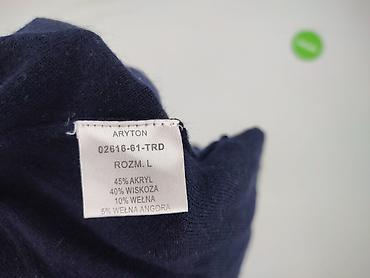 ARYTON
02616-61-TRD
ROZM. L
45% AKRYL
40% WISKOZA
10% WEŁNA
5% WEŁNA ANGORA